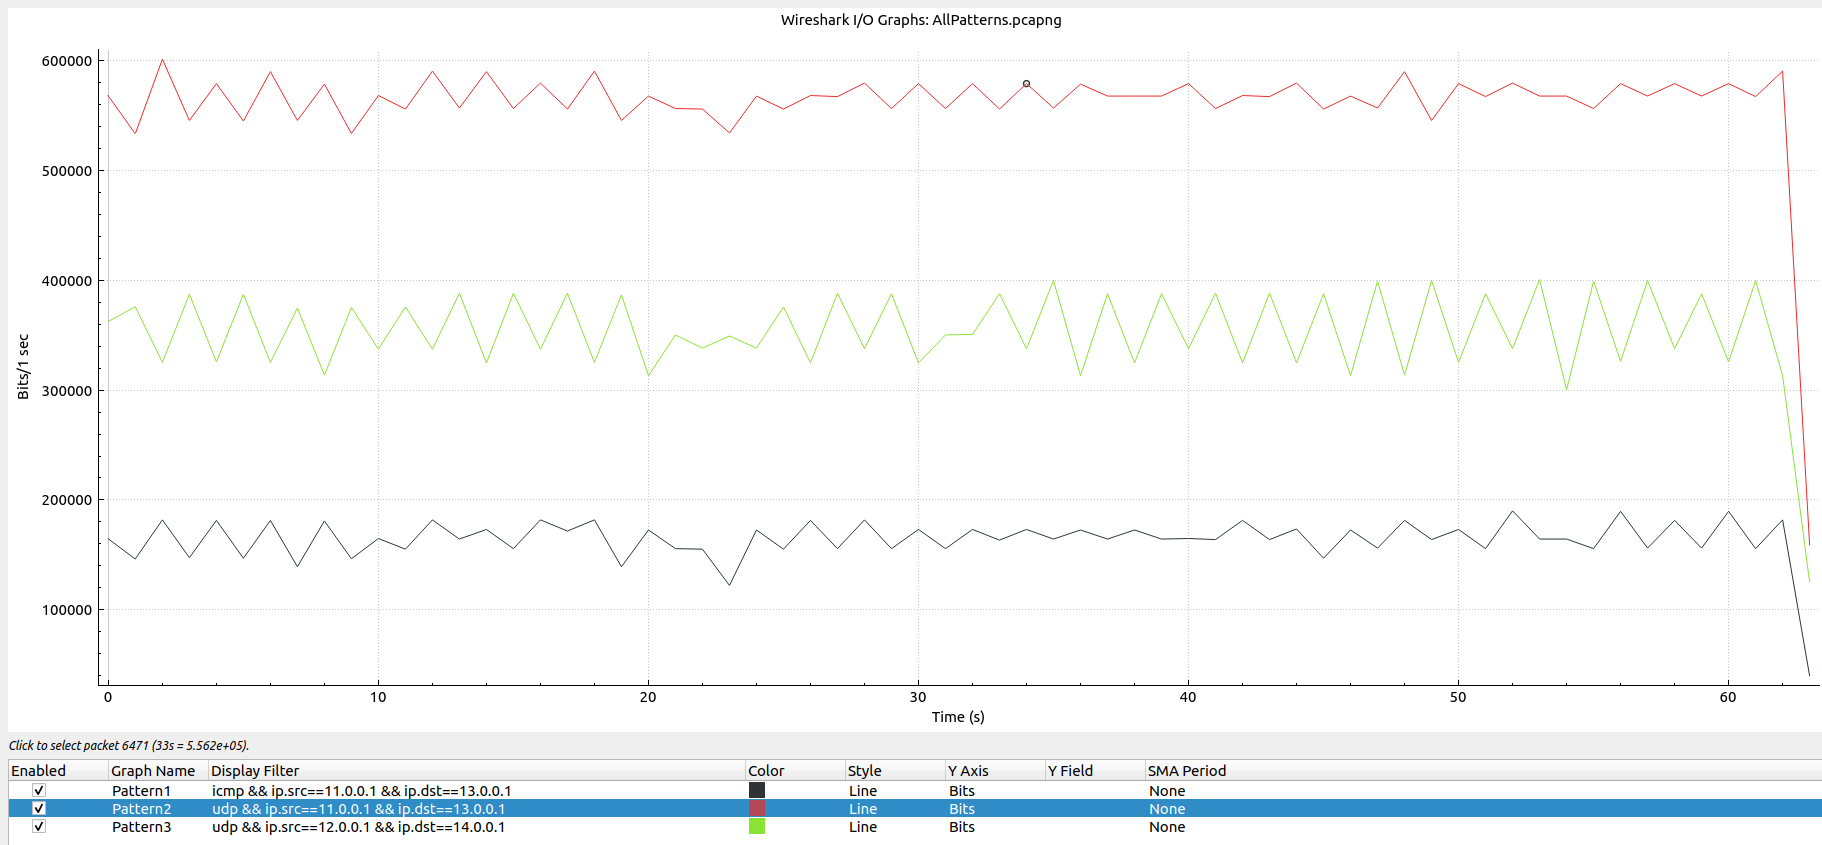 Wireshark I/O Graphs: AllPatterns.pcapng
600000
500000
400000
300000
200000
100000
Bits/1 sec
0 10 20 30 40 50 60
Time (s)
Click to select packet 6471 (33s = 5.562e+05).
Enabled Graph Name Display Filter Color Style Y Axis Y Field SMA Period
Pattern1 icmp && ip.src==11.0.0.1 && ip.dst==13.0.0.1 Line Bits None
Pattern2 udp && ip.src==11.0.0.1 && ip.dst==13.0.0.1 Line Bits None
Pattern3 udp && ip.src==12.0.0.1 && ip.dst==14.0.0.1 Line Bits None